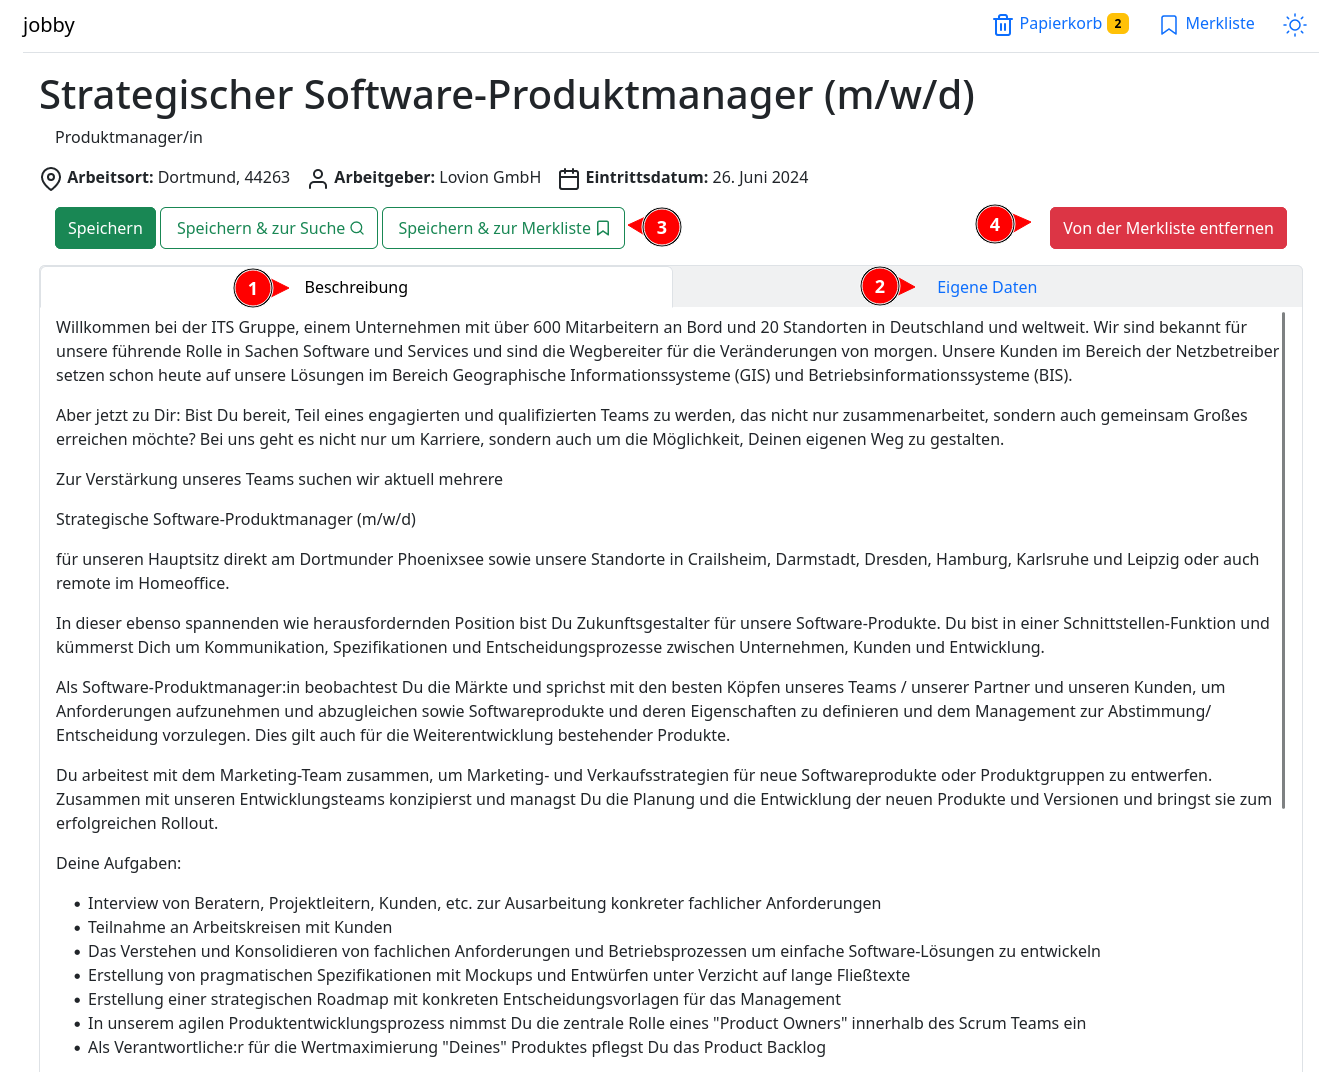 jobby
Papierkorb 2
Merkliste
Strategischer Software-Produktmanager (m/w/d)
Produktmanager/in
Arbeitsort: Dortmund, 44263 Arbeitgeber: Lovion GmbH Eintrittsdatum: 26. Juni 2024
Speichern Speichern & zur Suche Speichern & zur Merkliste 3 4 Von der Merkliste entfernen
1 Beschreibung 2 Eigene Daten
Willkommen bei der ITS Gruppe, einem Unternehmen mit über 600 Mitarbeitern an Bord und 20 Standorten in Deutschland und weltweit. Wir sind bekannt für
unsere führende Rolle in Sachen Software und Services und sind die Wegbereiter für die Veränderungen von morgen. Unsere Kunden im Bereich der Netzbetreiber
setzen schon heute auf unsere Lösungen im Bereich Geographische Informationssysteme (GIS) und Betriebsinformationssysteme (BIS).
Aber jetzt zu Dir: Bist Du bereit, Teil eines engagierten und qualifizierten Teams zu werden, das nicht nur zusammenarbeitet, sondern auch gemeinsam Großes
erreichen möchte? Bei uns geht es nicht nur um Karriere, sondern auch um die Möglichkeit, Deinen eigenen Weg zu gestalten.
Zur Verstärkung unseres Teams suchen wir aktuell mehrere
Strategische Software-Produktmanager (m/w/d)
für unseren Hauptsitz direkt am Dortmunder Phoenixsee sowie unsere Standorte in Crailsheim, Darmstadt, Dresden, Hamburg, Karlsruhe und Leipzig oder auch
remote im Homeoffice.
In dieser ebenso spannenden wie herausfordernden Position bist Du Zukunftsgestalter für unsere Software-Produkte. Du bist in einer Schnittstellen-Funktion und
kümmerst Dich um Kommunikation, Spezifikationen und Entscheidungsprozesse zwischen Unternehmen, Kunden und Entwicklung.
Als Software-Produktmanager:in beobachtest Du die Märkte und sprichst mit den besten Köpfen unseres Teams / unserer Partner und unseren Kunden, um
Anforderungen aufzunehmen und abzugleichen sowie Softwareprodukte und deren Eigenschaften zu definieren und dem Management zur Abstimmung/
Entscheidung vorzulegen. Dies gilt auch für die Weiterentwicklung bestehender Produkte.
Du arbeitest mit dem Marketing-Team zusammen, um Marketing- und Verkaufsstrategien für neue Softwareprodukte oder Produktgruppen zu entwerfen.
Zusammen mit unseren Entwicklungsteams konzipierst und managst Du die Planung und die Entwicklung der neuen Produkte und Versionen und bringst sie zum
erfolgreichen Rollout.
Deine Aufgaben:
• Interview von Beratern, Projektleitern, Kunden, etc. zur Ausarbeitung konkreter fachlicher Anforderungen
• Teilnahme an Arbeitskreisen mit Kunden
• Das Verstehen und Konsolidieren von fachlichen Anforderungen und Betriebsprozessen um einfache Software-Lösungen zu entwickeln
• Erstellung von pragmatischen Spezifikationen mit Mockups und Entwürfen unter Verzicht auf lange Fließtexte
• Erstellung einer strategischen Roadmap mit konkreten Entscheidungsvorlagen für das Management
• In unserem agilen Produktentwicklungsprozess nimmst Du die zentrale Rolle eines "Product Owners" innerhalb des Scrum Teams ein
• Als Verantwortliche:r für die Wertmaximierung "Deines" Produktes pflegst Du das Product Backlog